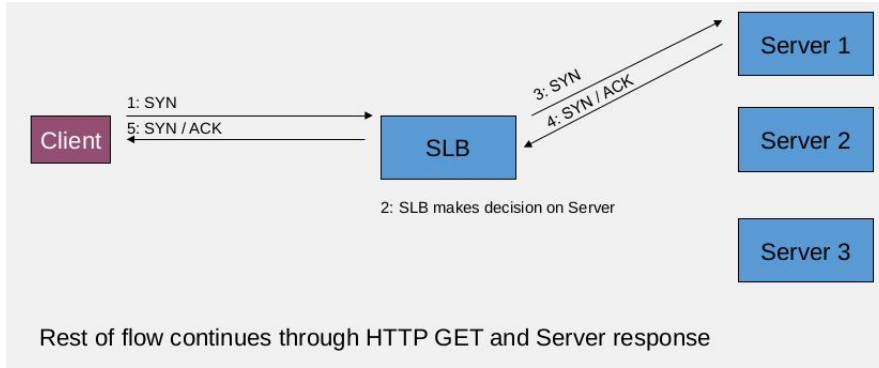 Server 1
3: SYN
4: SYN / ACK
1: SYN
5: SYN / ACK
Client
SLB
Server 2
2: SLB makes decision on Server
Server 3
Rest of flow continues through HTTP GET and Server response